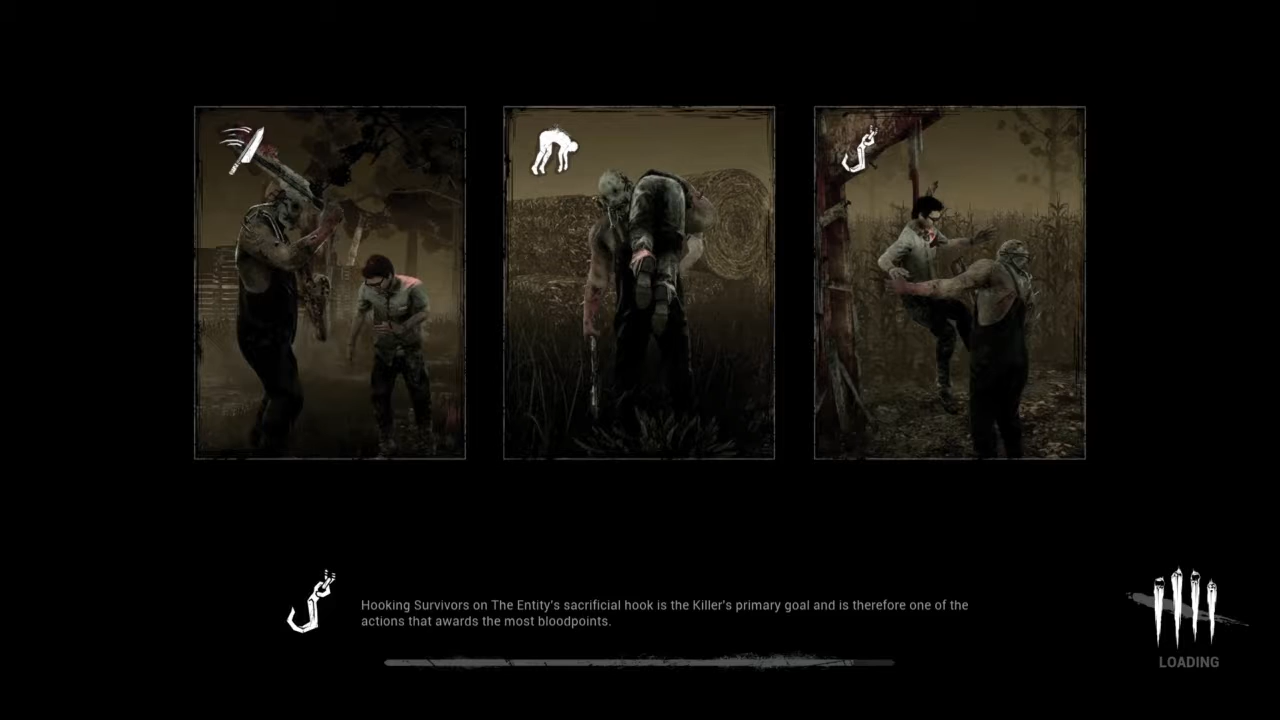 Hooking Survivors on The Entity's sacrificial hook is the Killer's primary goal and is therefore one of the
actions that awards the most bloodpoints.
LOADING